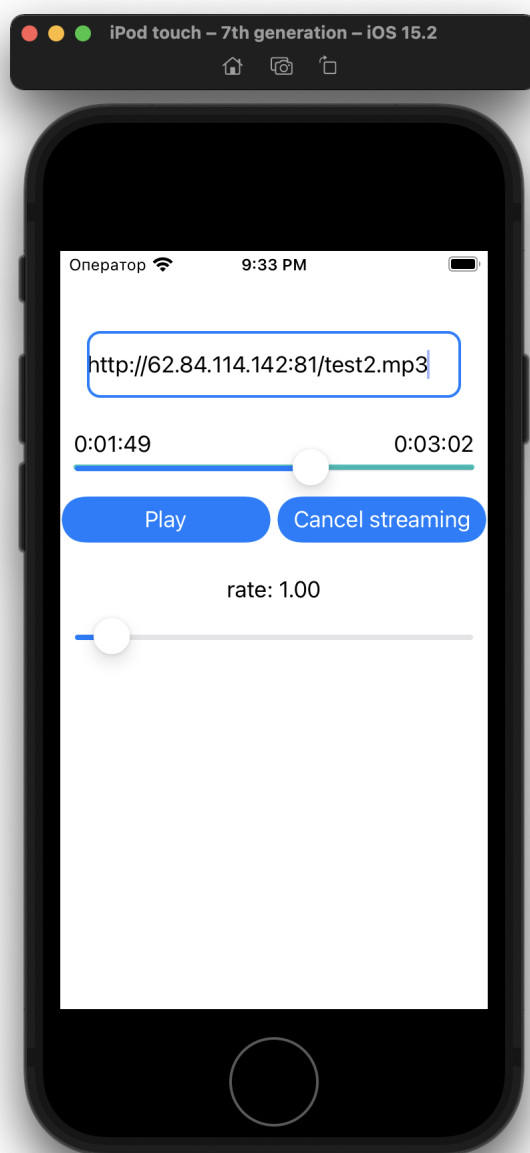 iPod touch – 7th generation – iOS 15.2
Оператор 9:33 PM
http://62.84.114.142:81/test2.mp3
0:01:49 0:03:02
Play Cancel streaming
rate: 1.00